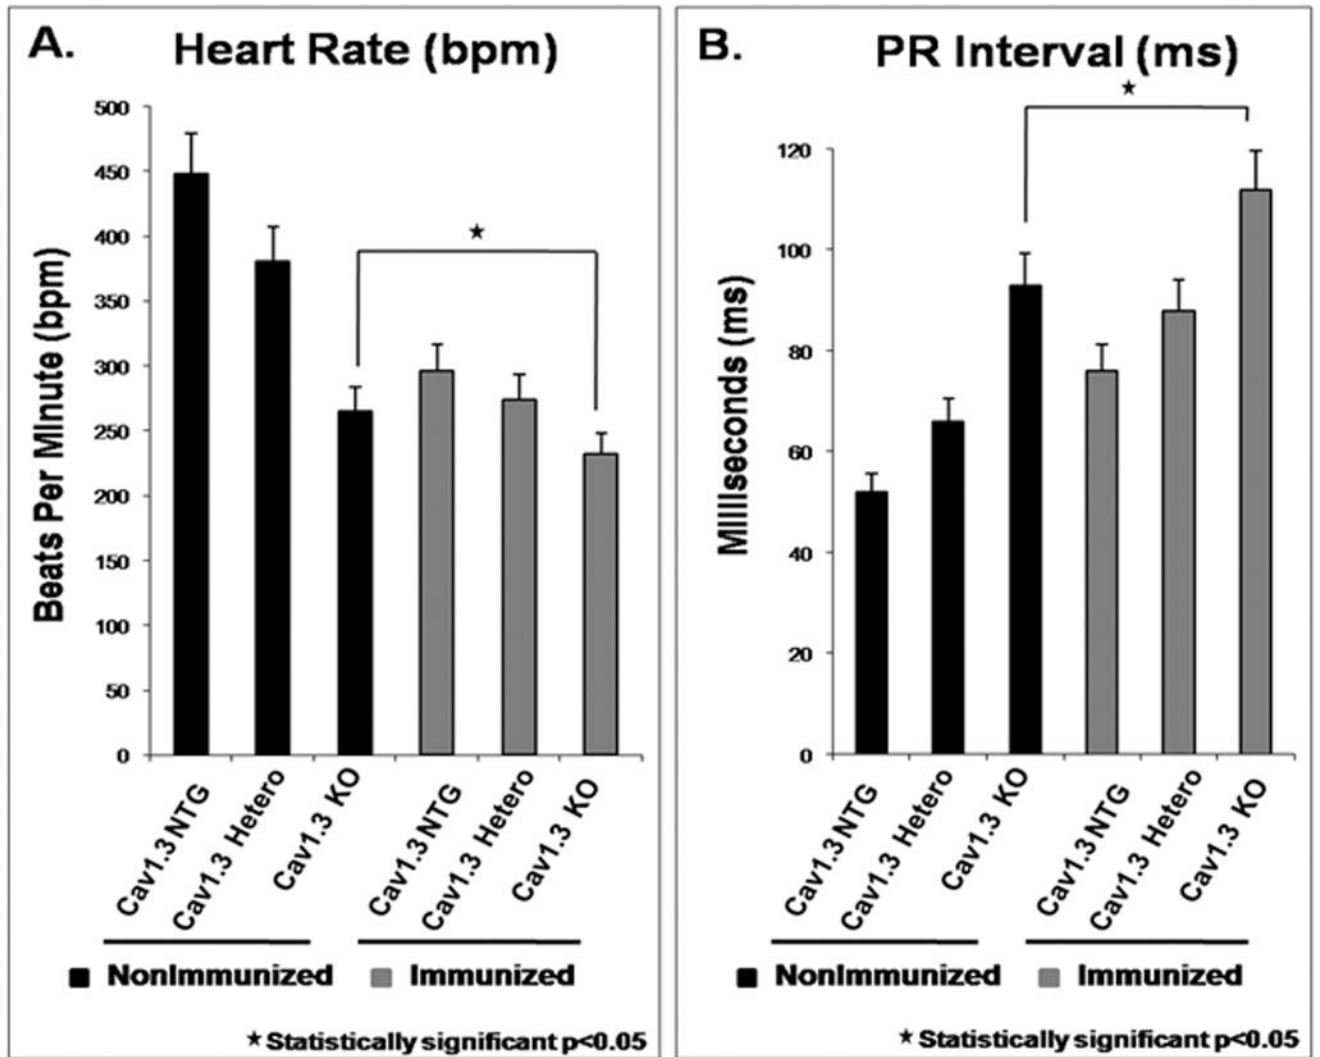 A.
Heart Rate (bpm)
Beats Per Minute (bpm)
500
450
400
350
300
250
200
150
100
50
0
★
Cav1.3 NTG
Cav1.3 Hetero
Cav1.3 KO
Cav1.3 NTG
Cav1.3 Hetero
Cav1.3 KO
NonImmunized
Immunized
★ Statistically significant p<0.05
B.
PR Interval (ms)
★
Milliseconds (ms)
120
100
80
60
40
20
0
Cav1.3 NTG
Cav1.3 Hetero
Cav1.3 KO
Cav1.3 NTG
Cav1.3 Hetero
Cav1.3 KO
NonImmunized
Immunized
★ Statistically significant p<0.05